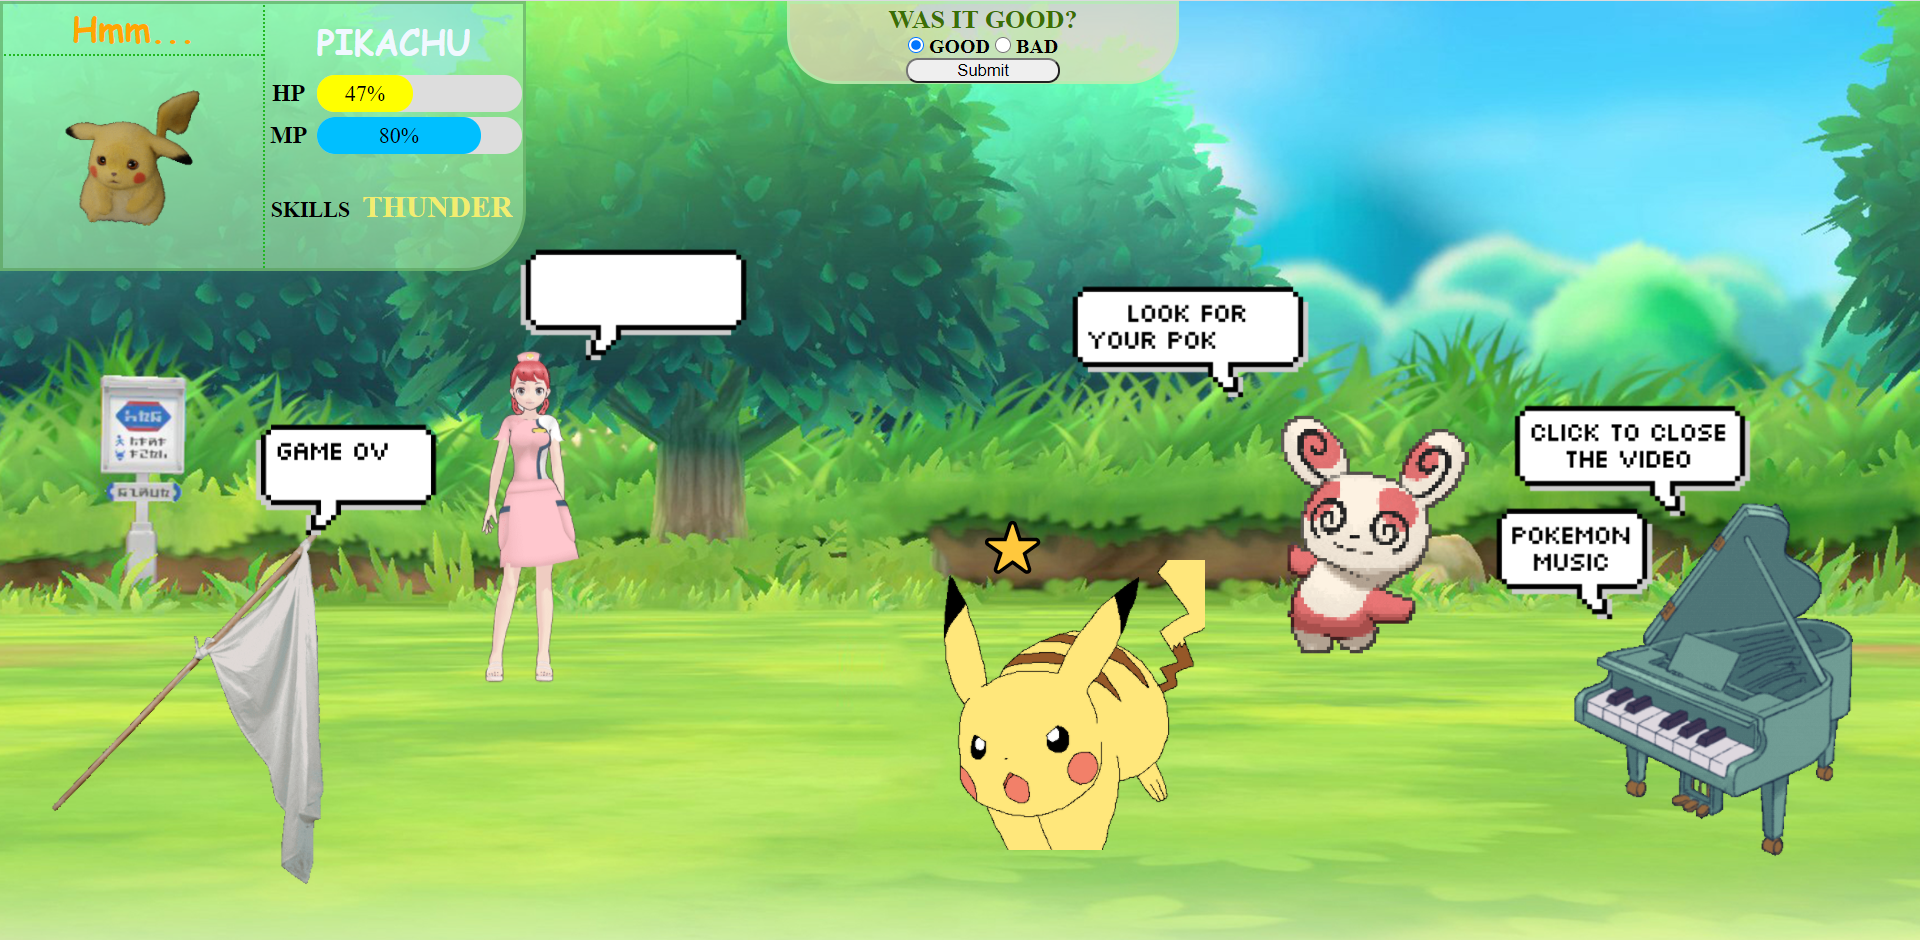 Hmm...
PIKACHU
HP 47%
MP 80%
SKILLS THUNDER
WAS IT GOOD?
GOOD BAD
Submit
GAME OV
LOOK FOR
YOUR POK
CLICK TO CLOSE
THE VIDEO
POKEMON
MUSIC